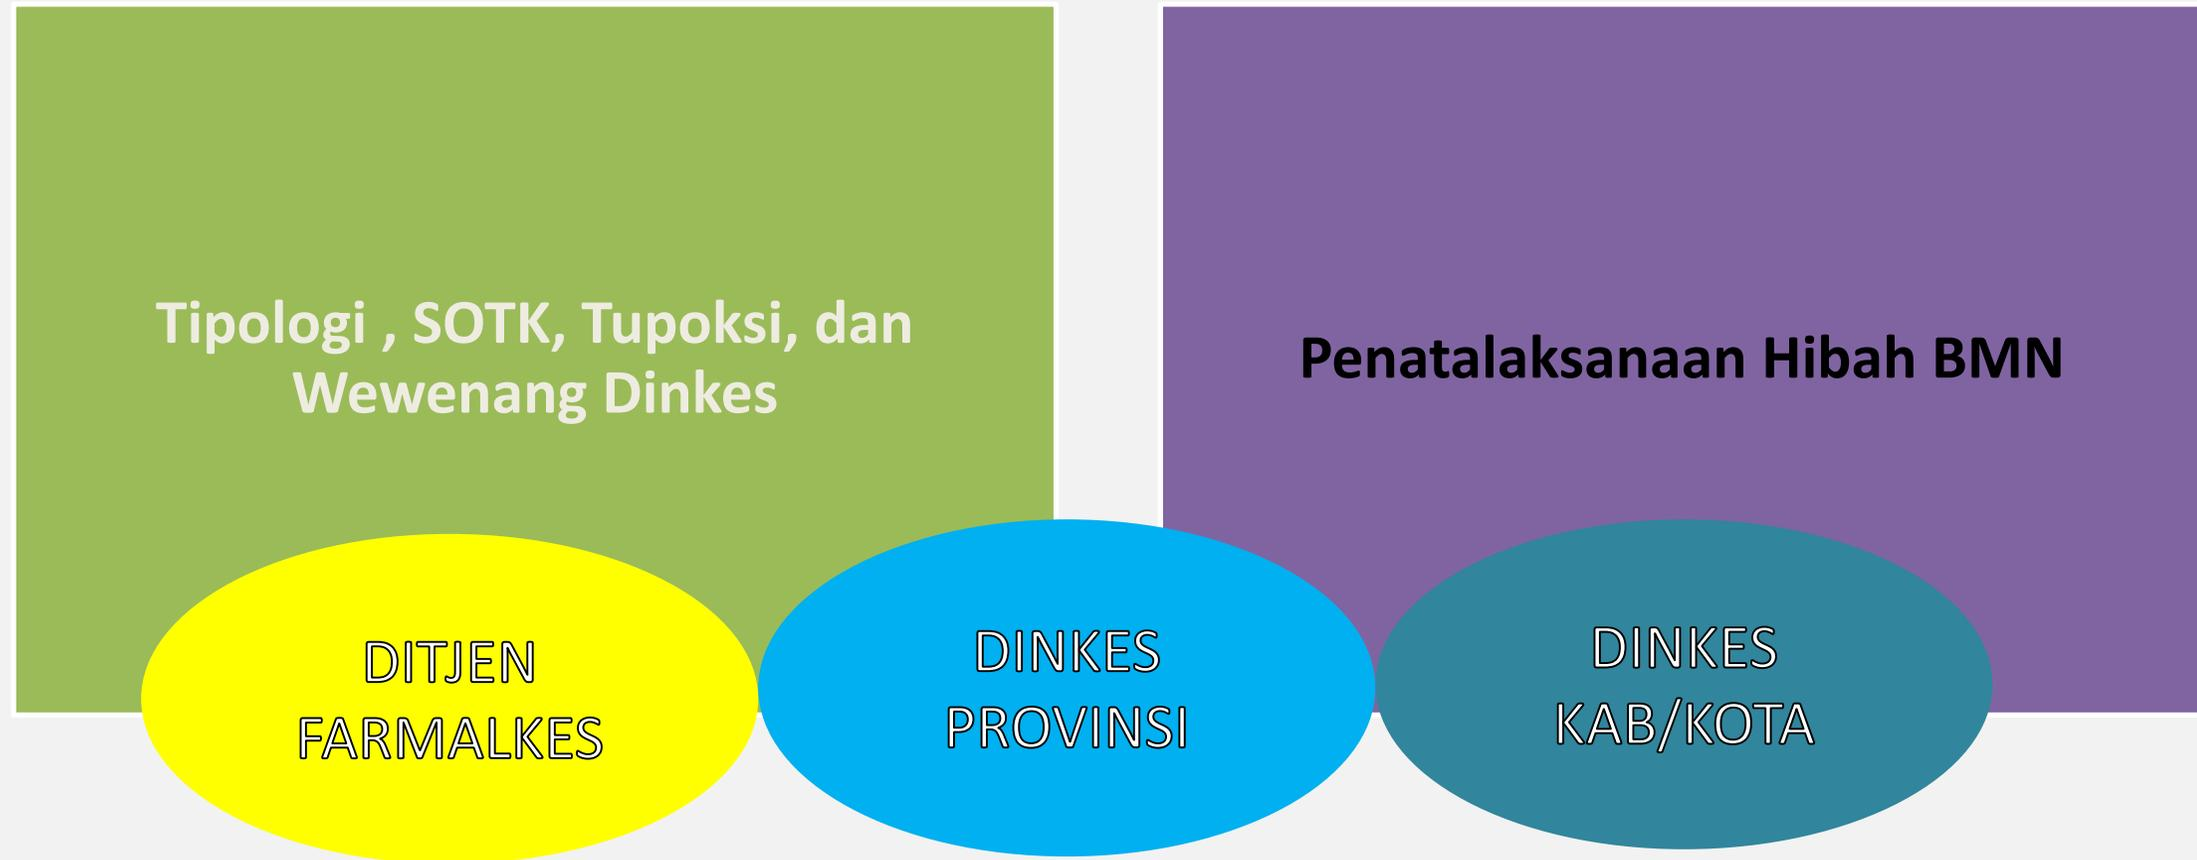 Tipologi , SOTK, Tupoksi, dan
Wewenang Dinkes
Penatalaksanaan Hibah BMN
DITJEN
FARMALKES
DINKES
PROVINSI
DINKES
KAB/KOTA